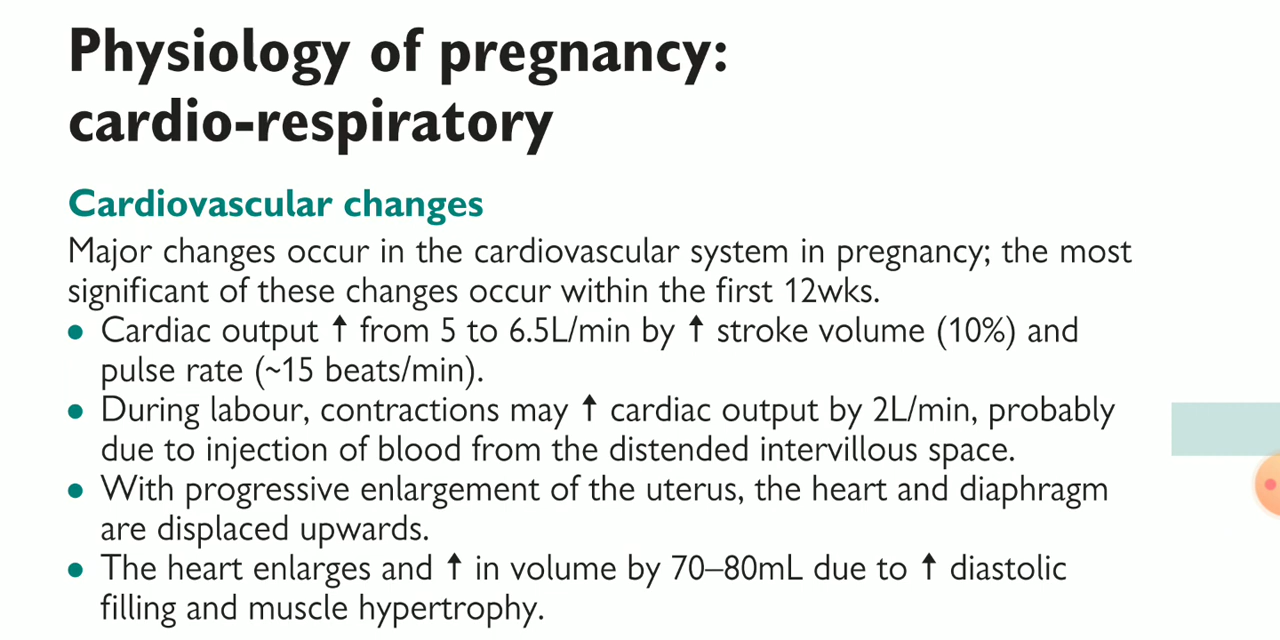 Physiology of pregnancy:
cardio-respiratory
Cardiovascular changes
Major changes occur in the cardiovascular system in pregnancy; the most
significant of these changes occur within the first 12wks.
• Cardiac output ↑ from 5 to 6.5L/min by ↑ stroke volume (10%) and
pulse rate (~15 beats/min).
• During labour, contractions may ↑ cardiac output by 2L/min, probably
due to injection of blood from the distended intervillous space.
• With progressive enlargement of the uterus, the heart and diaphragm
are displaced upwards.
• The heart enlarges and ↑ in volume by 70–80mL due to ↑ diastolic
filling and muscle hypertrophy.